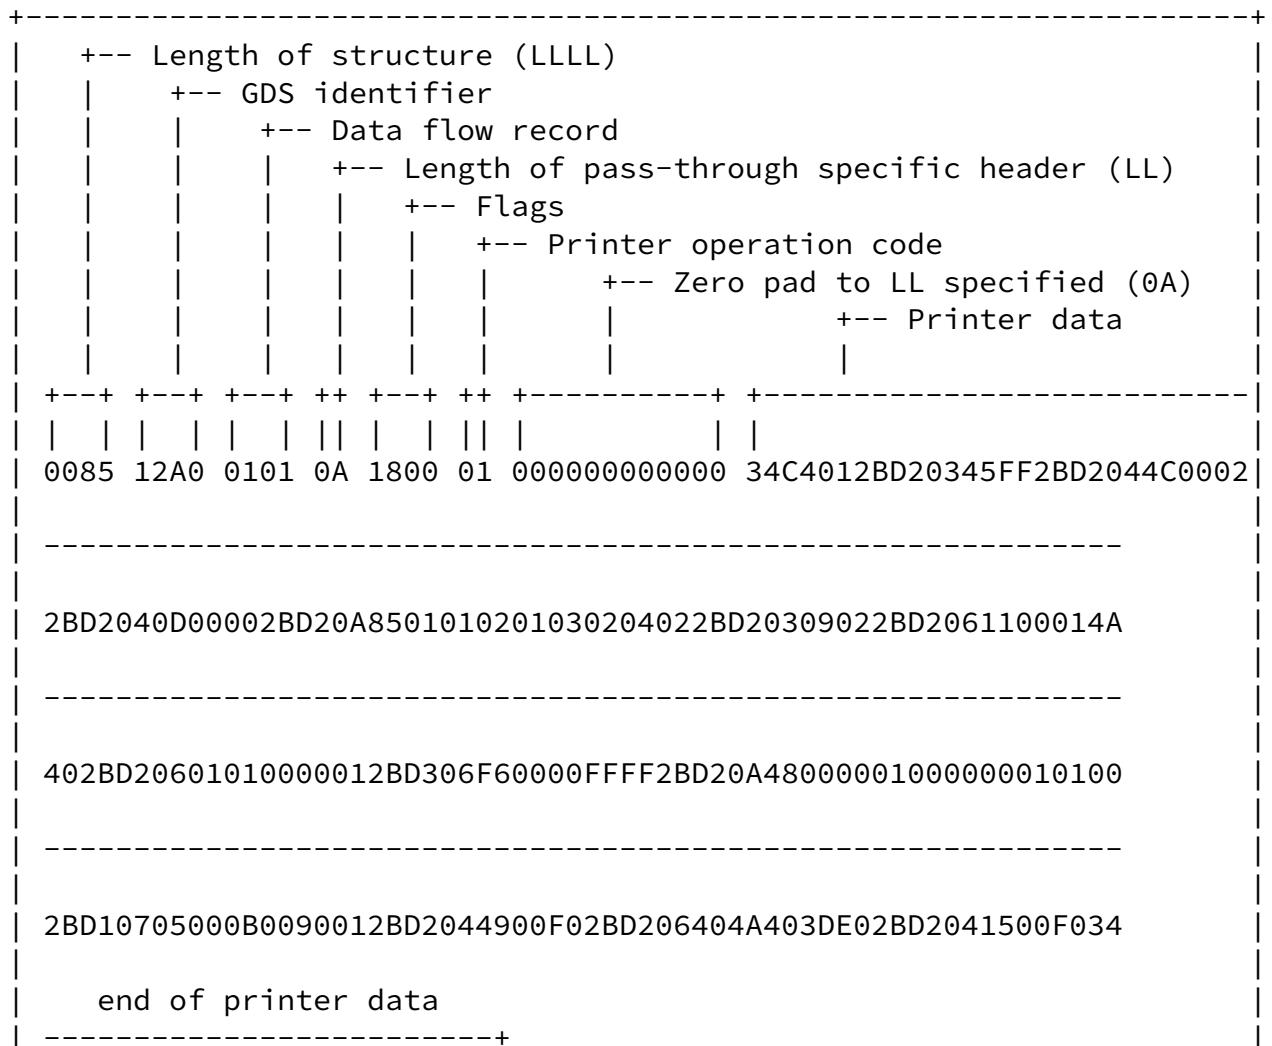 +--------------------------------------------------------------------+
|   +-- Length of structure (LLLL)                                   |
|   |    +-- GDS identifier                                          |
|   |    |    +-- Data flow record                                   |
|   |    |    |   +-- Length of pass-through specific header (LL)    |
|   |    |    |   |   +-- Flags                                      |
|   |    |    |   |   |   +-- Printer operation code                 |
|   |    |    |   |   |   |      +-- Zero pad to LL specified (0A)   |
|   |    |    |   |   |   |      |            +-- Printer data       |
|   |    |    |   |   |   |      |            |                      |
| +--+ +--+ +--+ ++ +--+ ++ +----------+ +---------------------------|
| |  | |  | |  | || |  | || |          | |                           |
| 0085 12A0 0101 0A 1800 01 000000000000 34C4012BD20345FF2BD2044C0002|
|                                                                    |
| ------------------------------------------------------------       |
|                                                                    |
| 2BD2040D00002BD20A8501010201030204022BD20309022BD2061100014A       |
|                                                                    |
| ------------------------------------------------------------       |
|                                                                    |
| 402BD20601010000012BD306F60000FFFF2BD20A48000001000000010100       |
|                                                                    |
| ------------------------------------------------------------       |
|                                                                    |
| 2BD10705000B0090012BD2044900F02BD206404A403DE02BD2041500F034       |
|                                                                    |
|    end of printer data                                             |
| -------------------------+                                         |